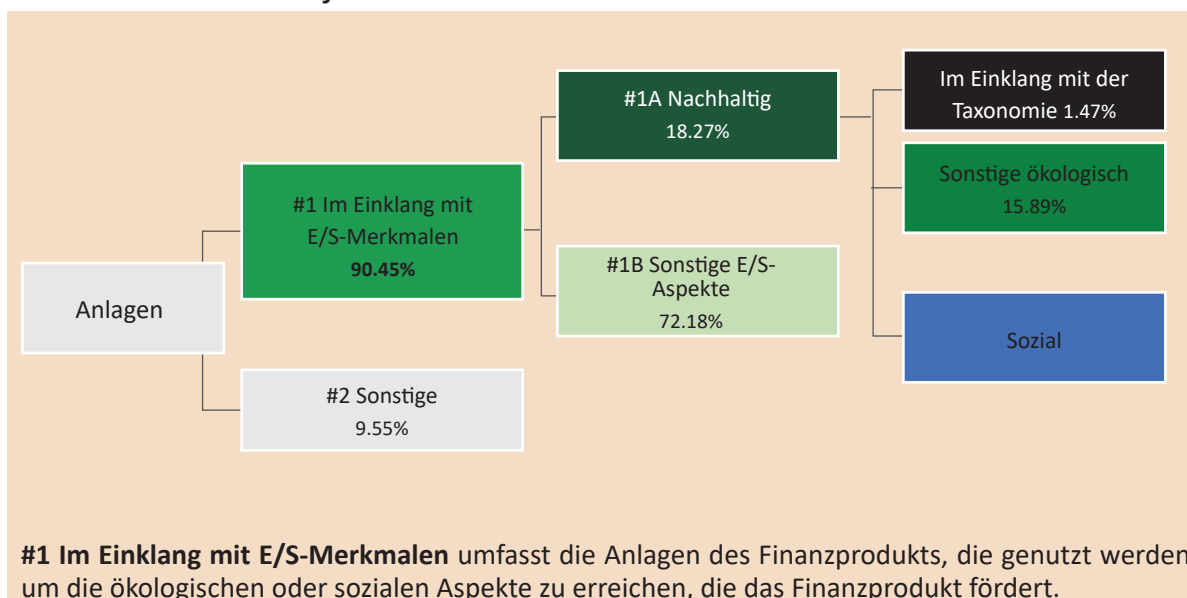 Anlagen
#1 Im Einklang mit
E/S-Merkmalen
90.45%
#2 Sonstige
9.55%
#1A Nachhaltig
18.27%
#1B Sonstige E/S-
Aspekte
72.18%
Im Einklang mit der
Taxonomie 1.47%
Sonstige ökologisch
15.89%
Sozial
#1 Im Einklang mit E/S-Merkmalen umfasst die Anlagen des Finanzprodukts, die genutzt werden
um die ökologischen oder sozialen Aspekte zu erreichen, die das Finanzprodukt fördert.